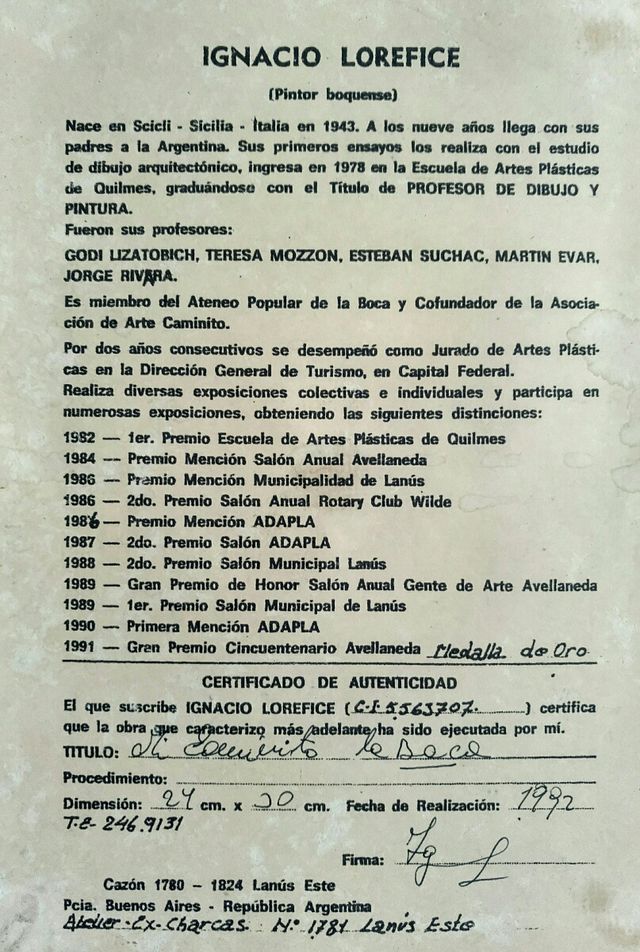 IGNACIO LOREFICE
(Pintor boquense)
Nace en Scicli - Sicilia - Italia en 1943. A los nueve años llega con sus
padres a la Argentina. Sus primeros ensayos los realiza con el estudio
de dibujo arquitectónico, ingresa en 1978 en la Escuela de Artes Plásticas
de Quilmes, graduándose con el Título de PROFESOR DE DIBUJO Y
PINTURA.
Fueron sus profesores:
GODI LIZATOBICH, TERESA MOZZON, ESTEBAN SUCHAC, MARTIN EVAR,
JORGE RIVARA.
Es miembro del Ateneo Popular de la Boca y Cofundador de la Asocia-
ción de Arte Caminito.
Por dos años consecutivos se desempeñó como Jurado de Artes Plásti-
cas en la Dirección General de Turismo, en Capital Federal.
Realiza diversas exposiciones colectivas e individuales y participa en
numerosas exposiciones, obteniendo las siguientes distinciones:
1982 — 1er. Premio Escuela de Artes Plásticas de Quilmes
1984 — Premio Mención Salón Anual Avellaneda
1986 — Premio Mención Municipalidad de Lanús
1986 — 2do. Premio Salón Anual Rotary Club Wilde
1986 — Premio Mención ADAPLA
1987 — 2do. Premio Salón ADAPLA
1988 — 2do. Premio Salón Municipal Lanús
1989 — Gran Premio de Honor Salón Anual Gente de Arte Avellaneda
1989 — 1er. Premio Salón Municipal de Lanús
1990 — Primera Mención ADAPLA
1991 — Gran Premio Cincuentenario Avellaneda Medalla de Oro
CERTIFICADO DE AUTENTICIDAD
El que suscribe IGNACIO LOREFICE (C.I 5563707.) certifica
que la obra que caracterizo más adelante ha sido ejecutada por mí.
TITULO: la Boca
Procedimiento:
Dimensión: 24 cm. x 30 cm. Fecha de Realización: 1992
T.E- 246.9131
Firma:
Cazón 1780 - 1824 Lanús Este
Pcia. Buenos Aires - República Argentina
Atelier-Ex-Charcas. Nº 1781 Lanús Este